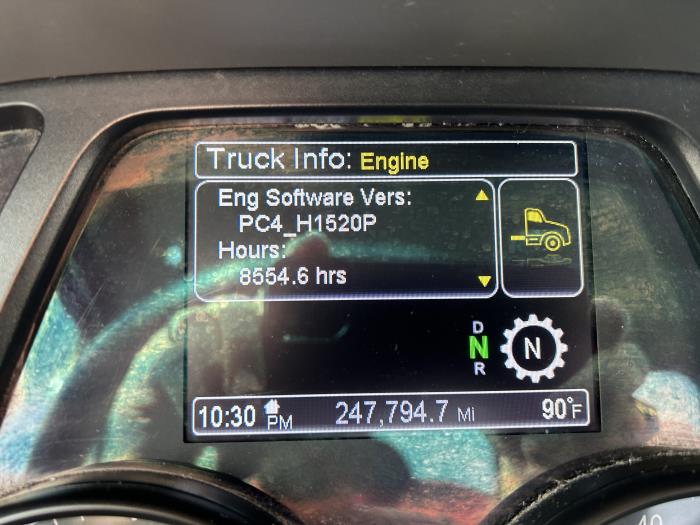 Truck Info: Engine
Eng Software Vers:
PC4_H1520P
Hours:
8554.6 hrs
D
N
R
N
10:30 PM 247,794.7 Mi 90°F
40